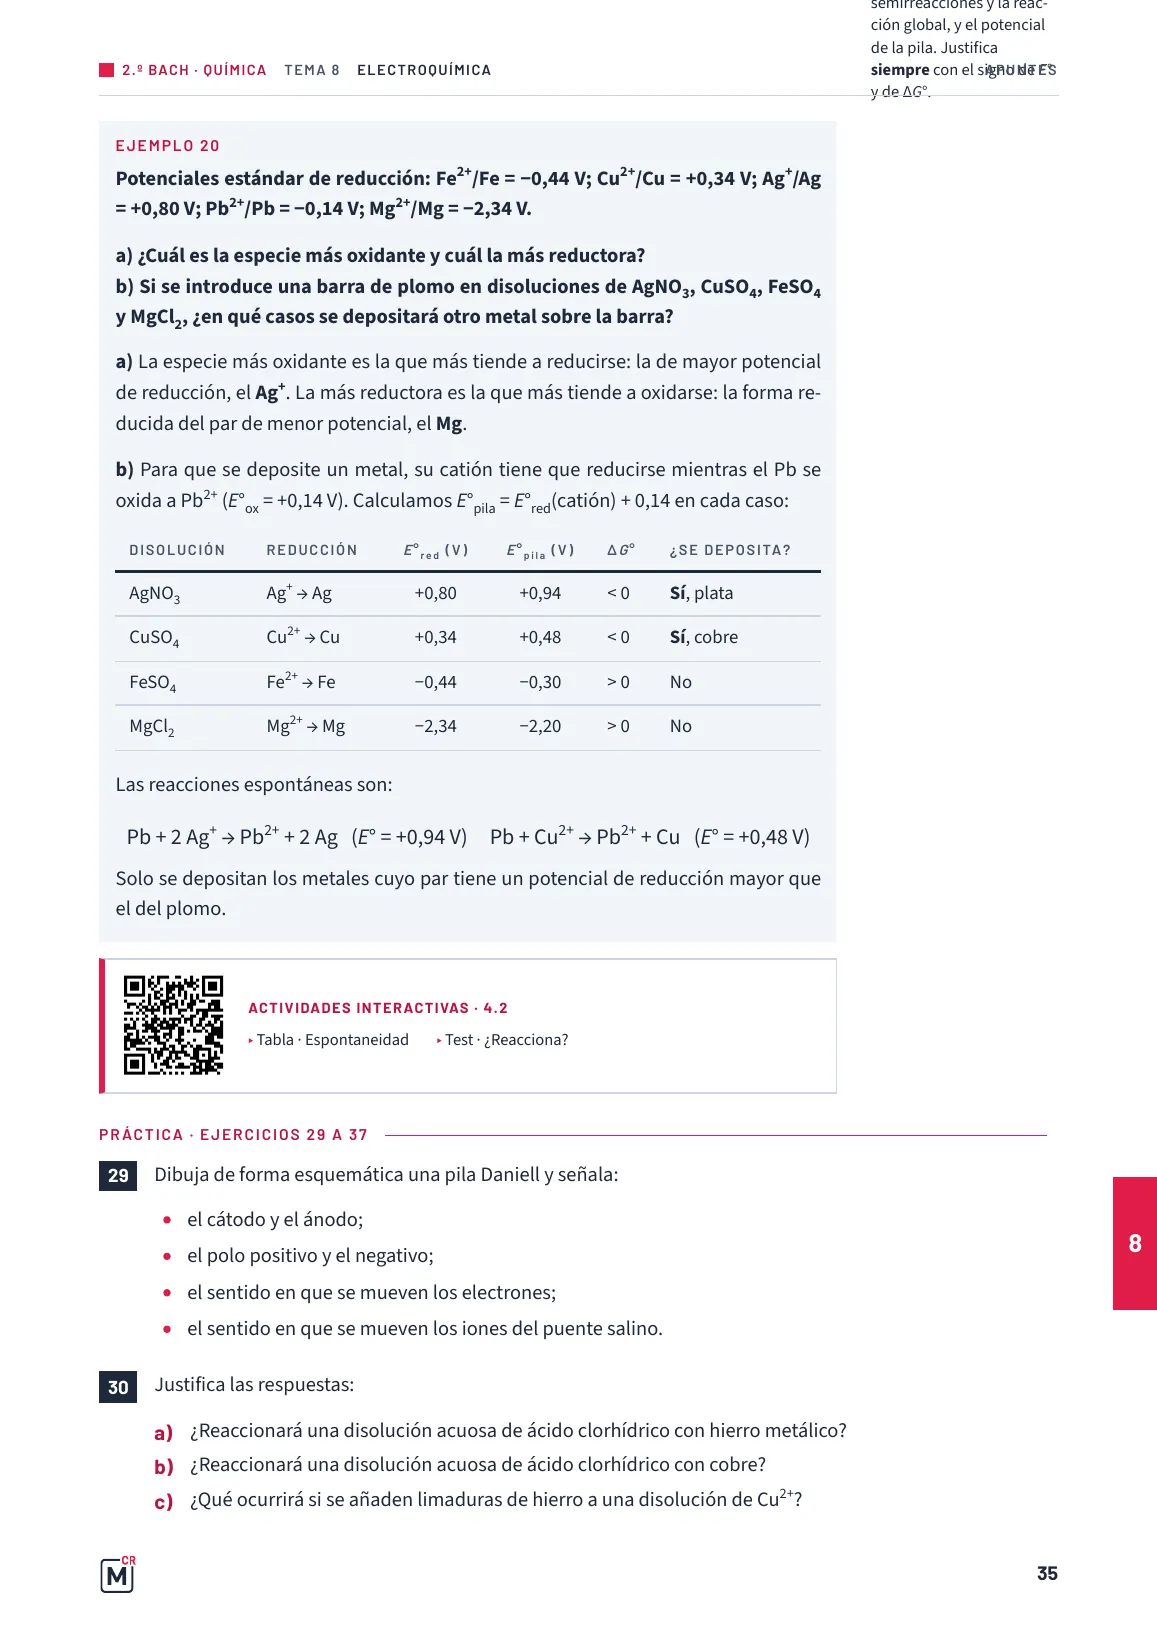 semirreacciones y la reac-
ción global, y el potencial
de la pila. Justifica
siempre con el signo de E°
y de ΔG°.
2.º BACH · QUÍMICA TEMA 8 ELECTROQUÍMICA APUNTES
EJEMPLO 20
Potenciales estándar de reducción: Fe²⁺/Fe = −0,44 V; Cu²⁺/Cu = +0,34 V; Ag⁺/Ag
= +0,80 V; Pb²⁺/Pb = −0,14 V; Mg²⁺/Mg = −2,34 V.
a) ¿Cuál es la especie más oxidante y cuál la más reductora?
b) Si se introduce una barra de plomo en disoluciones de AgNO₃, CuSO₄, FeSO₄
y MgCl₂, ¿en qué casos se depositará otro metal sobre la barra?
a) La especie más oxidante es la que más tiende a reducirse: la de mayor potencial
de reducción, el Ag⁺. La más reductora es la que más tiende a oxidarse: la forma re-
ducida del par de menor potencial, el Mg.
b) Para que se deposite un metal, su catión tiene que reducirse mientras el Pb se
oxida a Pb²⁺ (E°ox = +0,14 V). Calculamos E°pila = E°red(catión) + 0,14 en cada caso:
DISOLUCIÓN REDUCCIÓN E°red (V) E°pila (V) ΔG° ¿SE DEPOSITA?
AgNO₃ Ag⁺ → Ag +0,80 +0,94 < 0 Sí, plata
CuSO₄ Cu²⁺ → Cu +0,34 +0,48 < 0 Sí, cobre
FeSO₄ Fe²⁺ → Fe −0,44 −0,30 > 0 No
MgCl₂ Mg²⁺ → Mg −2,34 −2,20 > 0 No
Las reacciones espontáneas son:
Pb + 2 Ag⁺ → Pb²⁺ + 2 Ag (E° = +0,94 V) Pb + Cu²⁺ → Pb²⁺ + Cu (E° = +0,48 V)
Solo se depositan los metales cuyo par tiene un potencial de reducción mayor que
el del plomo.
ACTIVIDADES INTERACTIVAS · 4.2
▸ Tabla · Espontaneidad ▸ Test · ¿Reacciona?
PRÁCTICA · EJERCICIOS 29 A 37
29 Dibuja de forma esquemática una pila Daniell y señala:
• el cátodo y el ánodo;
• el polo positivo y el negativo;
• el sentido en que se mueven los electrones;
• el sentido en que se mueven los iones del puente salino.
8
30 Justifica las respuestas:
a) ¿Reaccionará una disolución acuosa de ácido clorhídrico con hierro metálico?
b) ¿Reaccionará una disolución acuosa de ácido clorhídrico con cobre?
c) ¿Qué ocurrirá si se añaden limaduras de hierro a una disolución de Cu²⁺?
M CR
35